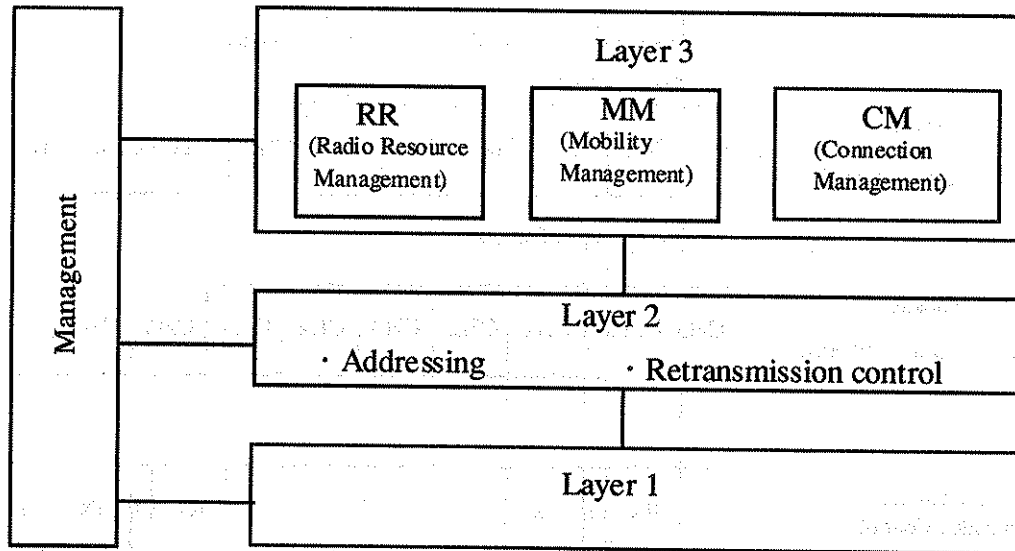 Management
Layer 3
RR
(Radio Resource
Management)
MM
(Mobility
Management)
CM
(Connection
Management)
Layer 2
・ Addressing
・ Retransmission control
Layer 1